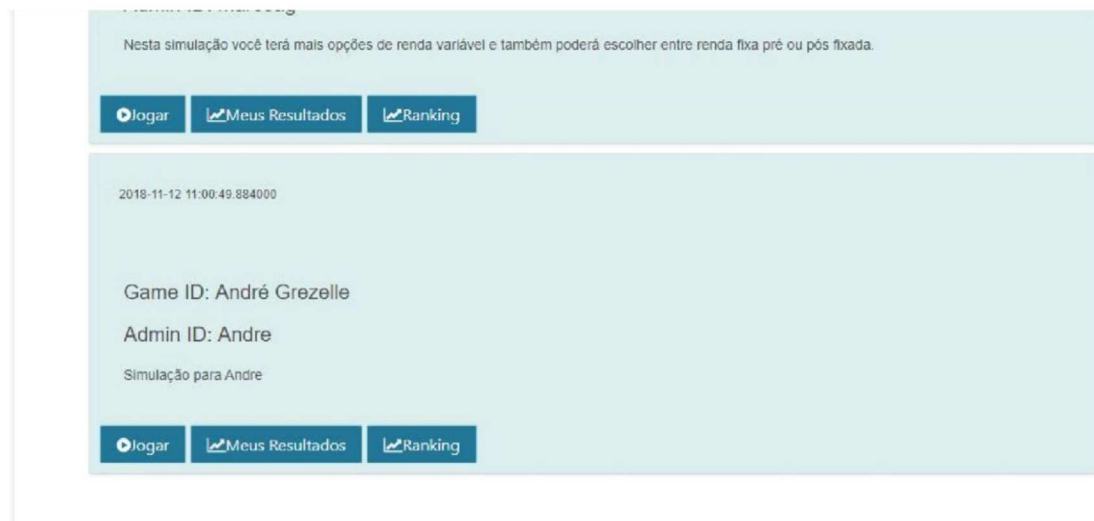 Nesta simulação você terá mais opções de renda variável e também poderá escolher entre renda fixa pré ou pós fixada.
Jogar Meus Resultados Ranking
2018-11-12 11:00:49.884000
Game ID: André Grezelle
Admin ID: Andre
Simulação para Andre
Jogar Meus Resultados Ranking